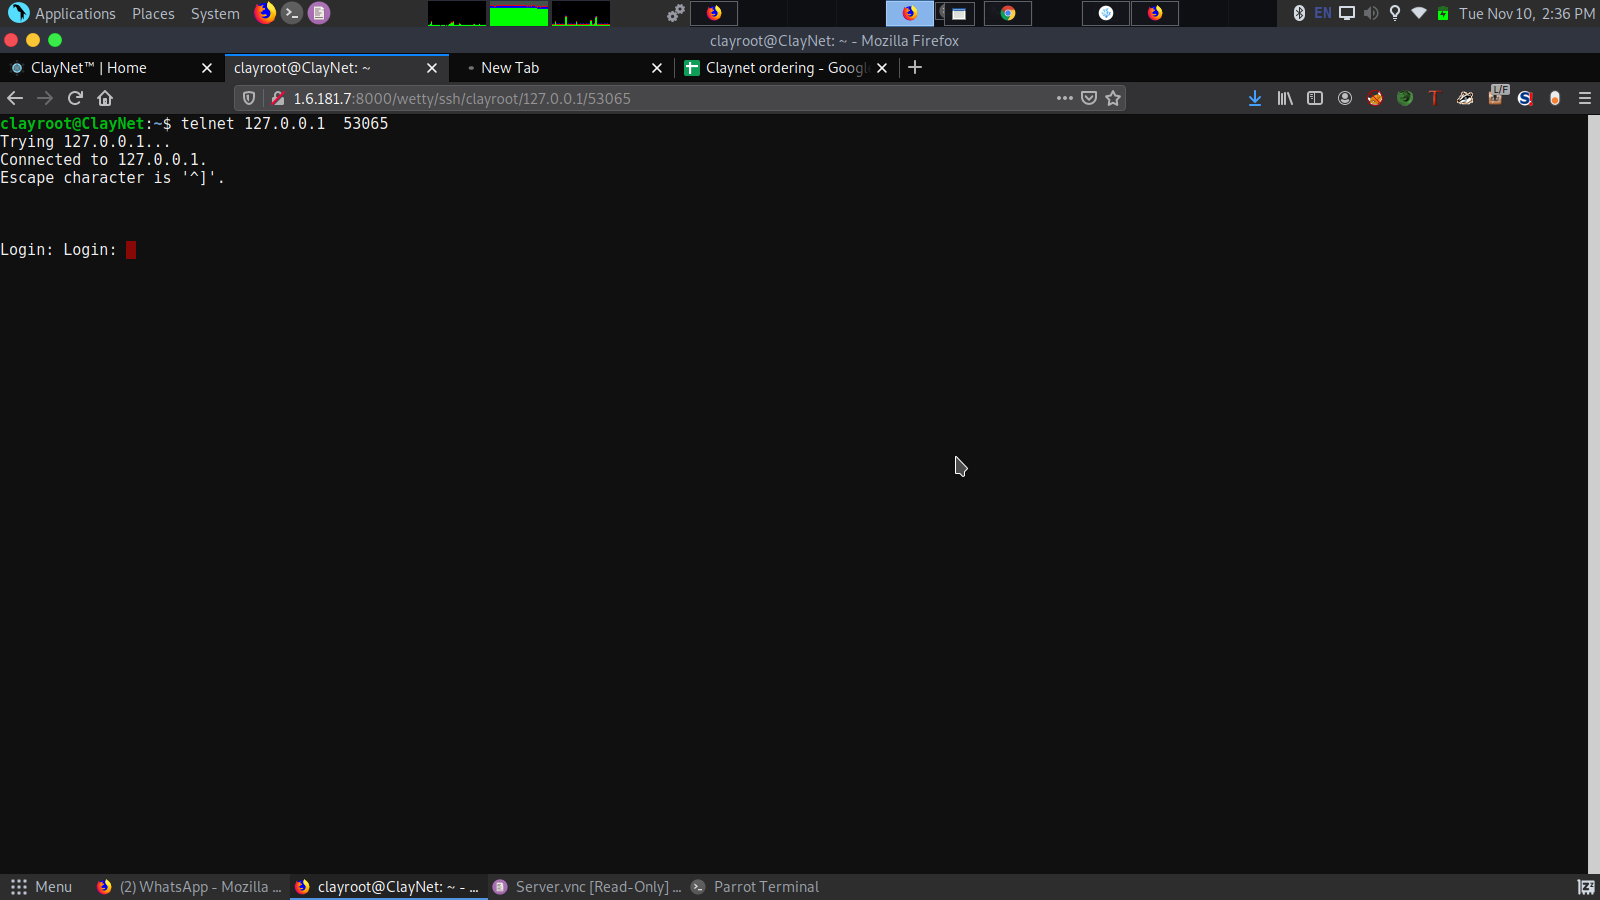 Applications Places System
EN
Tue Nov 10, 2:36 PM
clayroot@ClayNet: ~ - Mozilla Firefox
ClayNet™ | Home
clayroot@ClayNet: ~
New Tab
Claynet ordering - Googl
1.6.181.7:8000/wetty/ssh/clayroot/127.0.0.1/53065
L/F
clayroot@ClayNet:~$ telnet 127.0.0.1  53065
Trying 127.0.0.1...
Connected to 127.0.0.1.
Escape character is '^]'.
Login: Login:
Menu
(2) WhatsApp - Mozilla ...
clayroot@ClayNet: ~ - ...
Server.vnc [Read-Only] ...
Parrot Terminal